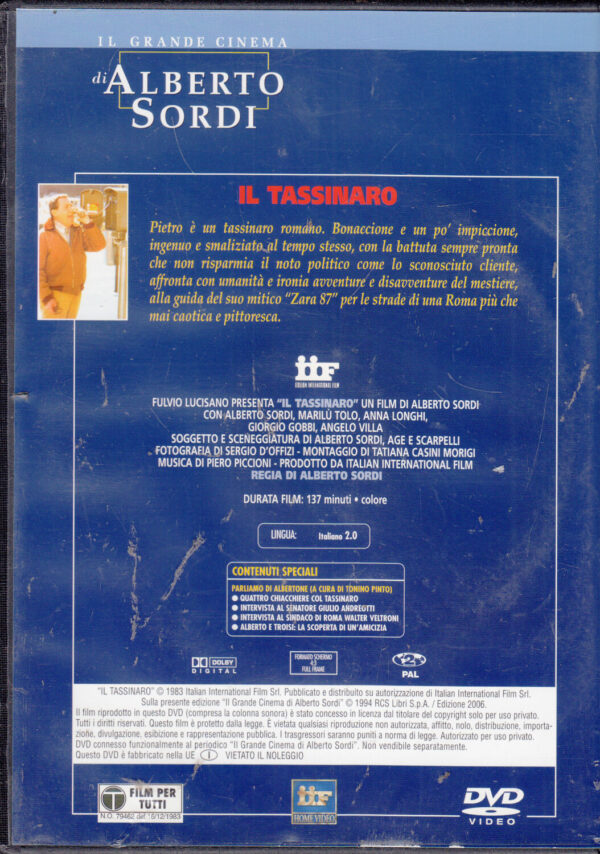 IL GRANDE CINEMA
di ALBERTO
SORDI
IL TASSINARO
Pietro è un tassinaro romano. Bonaccione e un po' impiccione,
ingenuo e smaliziato al tempo stesso, con la battuta sempre pronta
che non risparmia il noto politico come lo sconosciuto cliente,
affronta con umanità e ironia avventure e disavventure del mestiere,
alla guida del suo mitico "Zara 87" per le strade di una Roma più che
mai caotica e pittoresca.
iif
ITALIAN INTERNATIONAL FILM
FULVIO LUCISANO PRESENTA "IL TASSINARO" UN FILM DI ALBERTO SORDI
CON ALBERTO SORDI, MARILÙ TOLO, ANNA LONGHI,
GIORGIO GOBBI, ANGELO VILLA
SOGGETTO E SCENEGGIATURA DI ALBERTO SORDI, AGE E SCARPELLI
FOTOGRAFIA DI SERGIO D'OFFIZI - MONTAGGIO DI TATIANA CASINI MORIGI
MUSICA DI PIERO PICCIONI - PRODOTTO DA ITALIAN INTERNATIONAL FILM
REGIA DI ALBERTO SORDI
DURATA FILM: 137 minuti • colore
LINGUA: Italiano 2.0
CONTENUTI SPECIALI
PARLIAMO DI ALBERTONE (A CURA DI TONINO PINTO)
● QUATTRO CHIACCHIERE COL TASSINARO
● INTERVISTA AL SENATORE GIULIO ANDREOTTI
● INTERVISTA AL SINDACO DI ROMA WALTER VELTRONI
● ALBERTO E TROISI: LA SCOPERTA DI UN'AMICIZIA
DOLBY
DIGITAL
FORMATO SCHERMO
4:3
FULL FRAME
2
PAL
"IL TASSINARO" © 1983 Italian International Film Srl. Pubblicato e distribuito su autorizzazione di Italian International Film Srl.
Sulla presente edizione "Il Grande Cinema di Alberto Sordi" © 1994 RCS Libri S.p.A. / Edizione 2006.
Il film riprodotto in questo DVD (compresa la colonna sonora) è stato concesso in licenza dal titolare del copyright solo per uso privato.
Tutti i diritti riservati. Questo film è protetto dalla legge. È vietata qualsiasi riproduzione non autorizzata, affitto, nolo, distribuzione, importa-
zione, divulgazione, esibizione e rappresentazione pubblica. I trasgressori saranno puniti a norma di legge. Autorizzato per uso privato.
DVD connesso funzionalmente al periodico "Il Grande Cinema di Alberto Sordi". Non vendibile separatamente.
Questo DVD è fabbricato nella UE I VIETATO IL NOLEGGIO
T FILM PER
TUTTI
N.O. 79462 del 15/12/1983
iif
HOME VIDEO
DVD
VIDEO